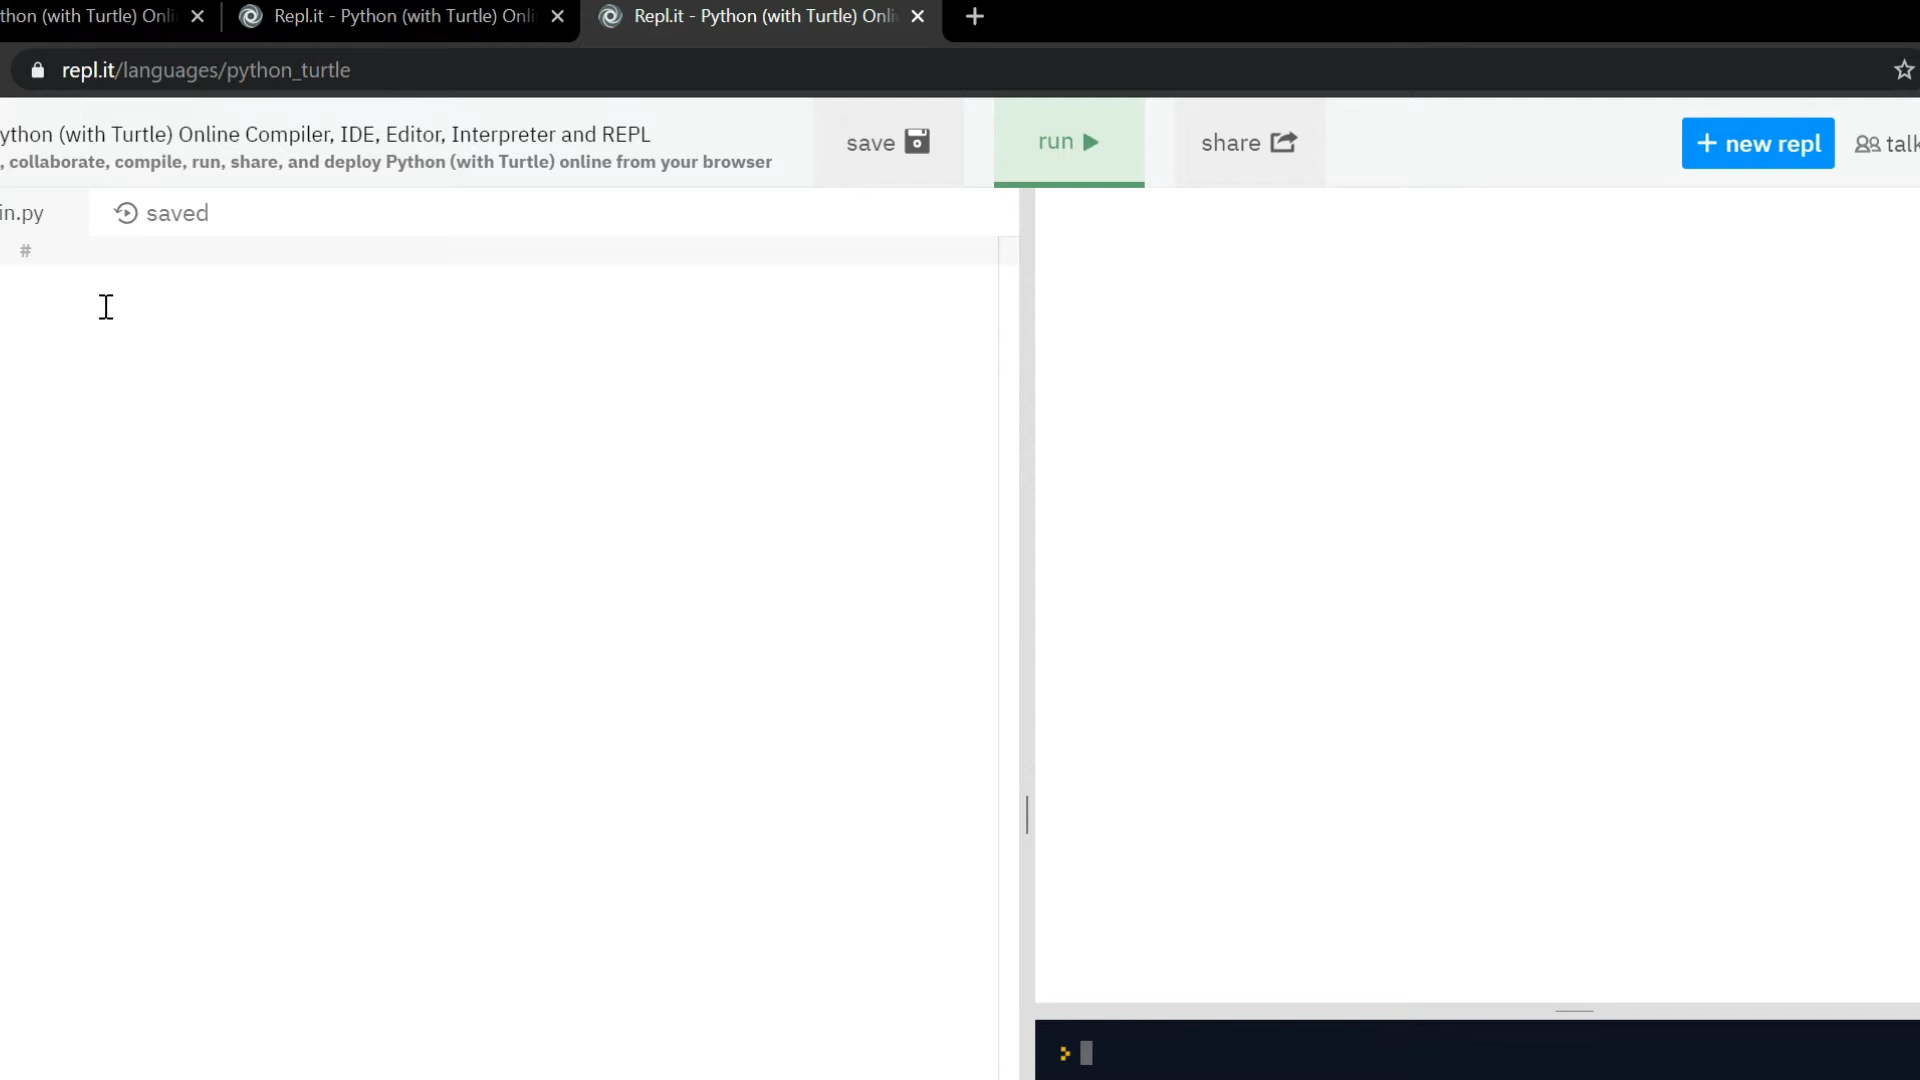 thon (with Turtle) Onli
Repl.it - Python (with Turtle) Onli
Repl.it - Python (with Turtle) Onli
repl.it/languages/python_turtle
ython (with Turtle) Online Compiler, IDE, Editor, Interpreter and REPL
, collaborate, compile, run, share, and deploy Python (with Turtle) online from your browser
save
run
share
+ new repl
talk
in.py
saved
#
>